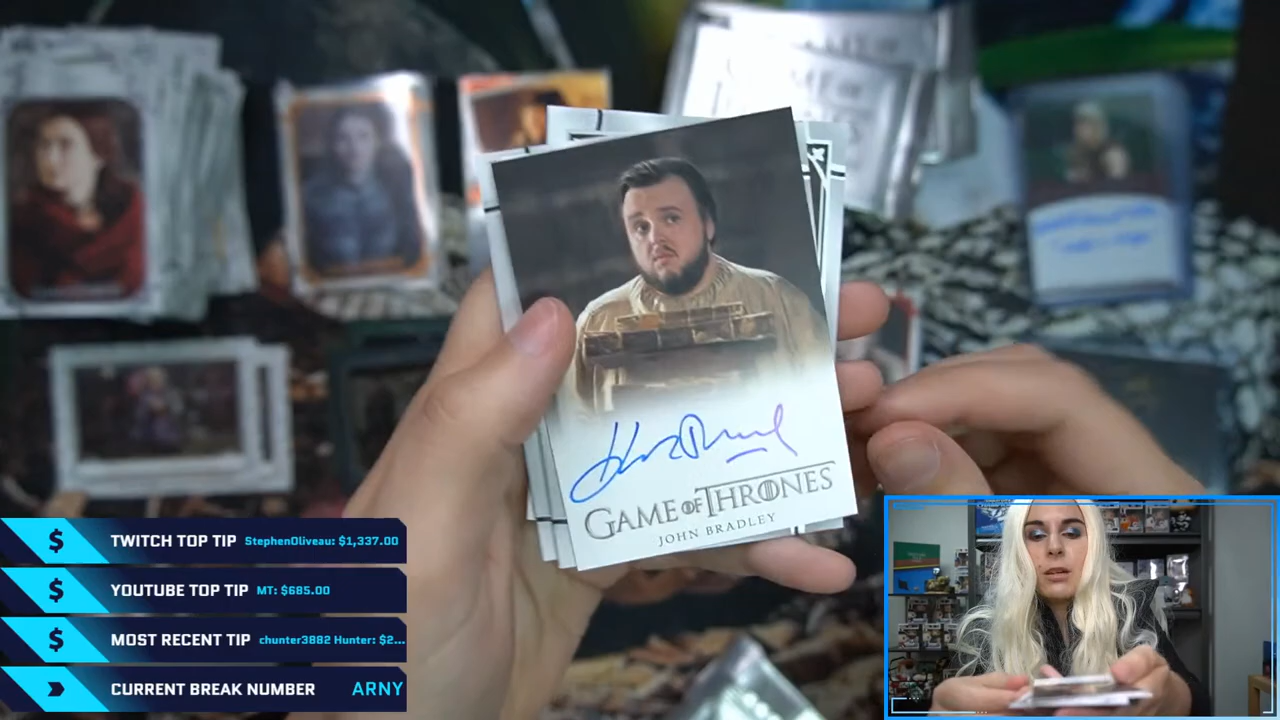 GAME OF THRONES
JOHN BRADLEY
TWITCH TOP TIP StephenOliveau: $1,337.00
YOUTUBE TOP TIP MT: $685.00
MOST RECENT TIP chunter3882 Hunter: $2...
CURRENT BREAK NUMBER ARNY